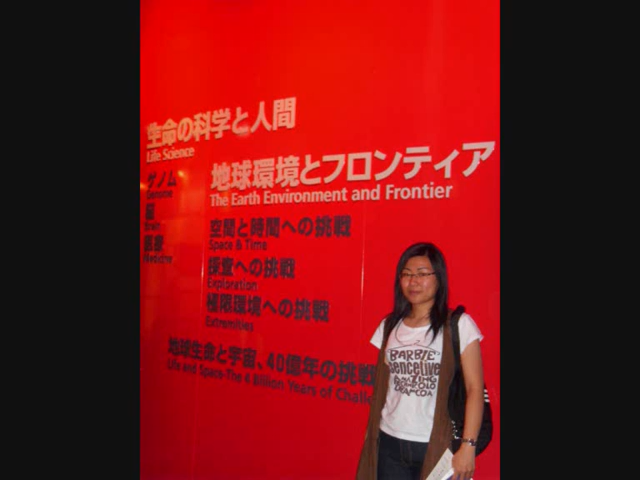 生命の科学と人間
Life Science
ゲノム
Genome
脳
Brain
医療
Medicine
地球環境とフロンティア
The Earth Environment and Frontier
空間と時間への挑戦
Space & Time
探査への挑戦
Exploration
極限環境への挑戦
Extremities
地球生命と宇宙、40億年の挑戦
Life and Space-The 4 Billion Years of Challe
BARBIE